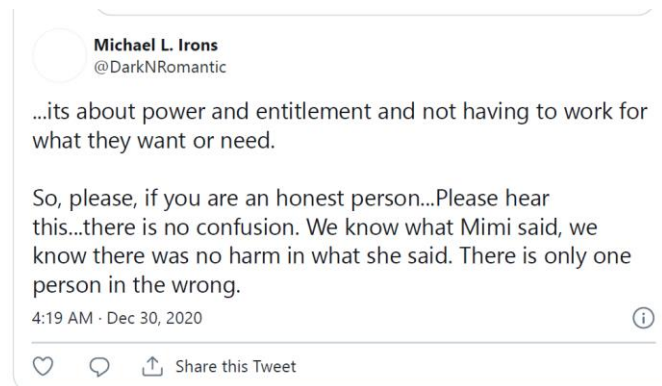 Michael L. Irons
@DarkNRomantic
...its about power and entitlement and not having to work for
what they want or need.
So, please, if you are an honest person...Please hear
this...there is no confusion. We know what Mimi said, we
know there was no harm in what she said. There is only one
person in the wrong.
4:19 AM · Dec 30, 2020
Share this Tweet